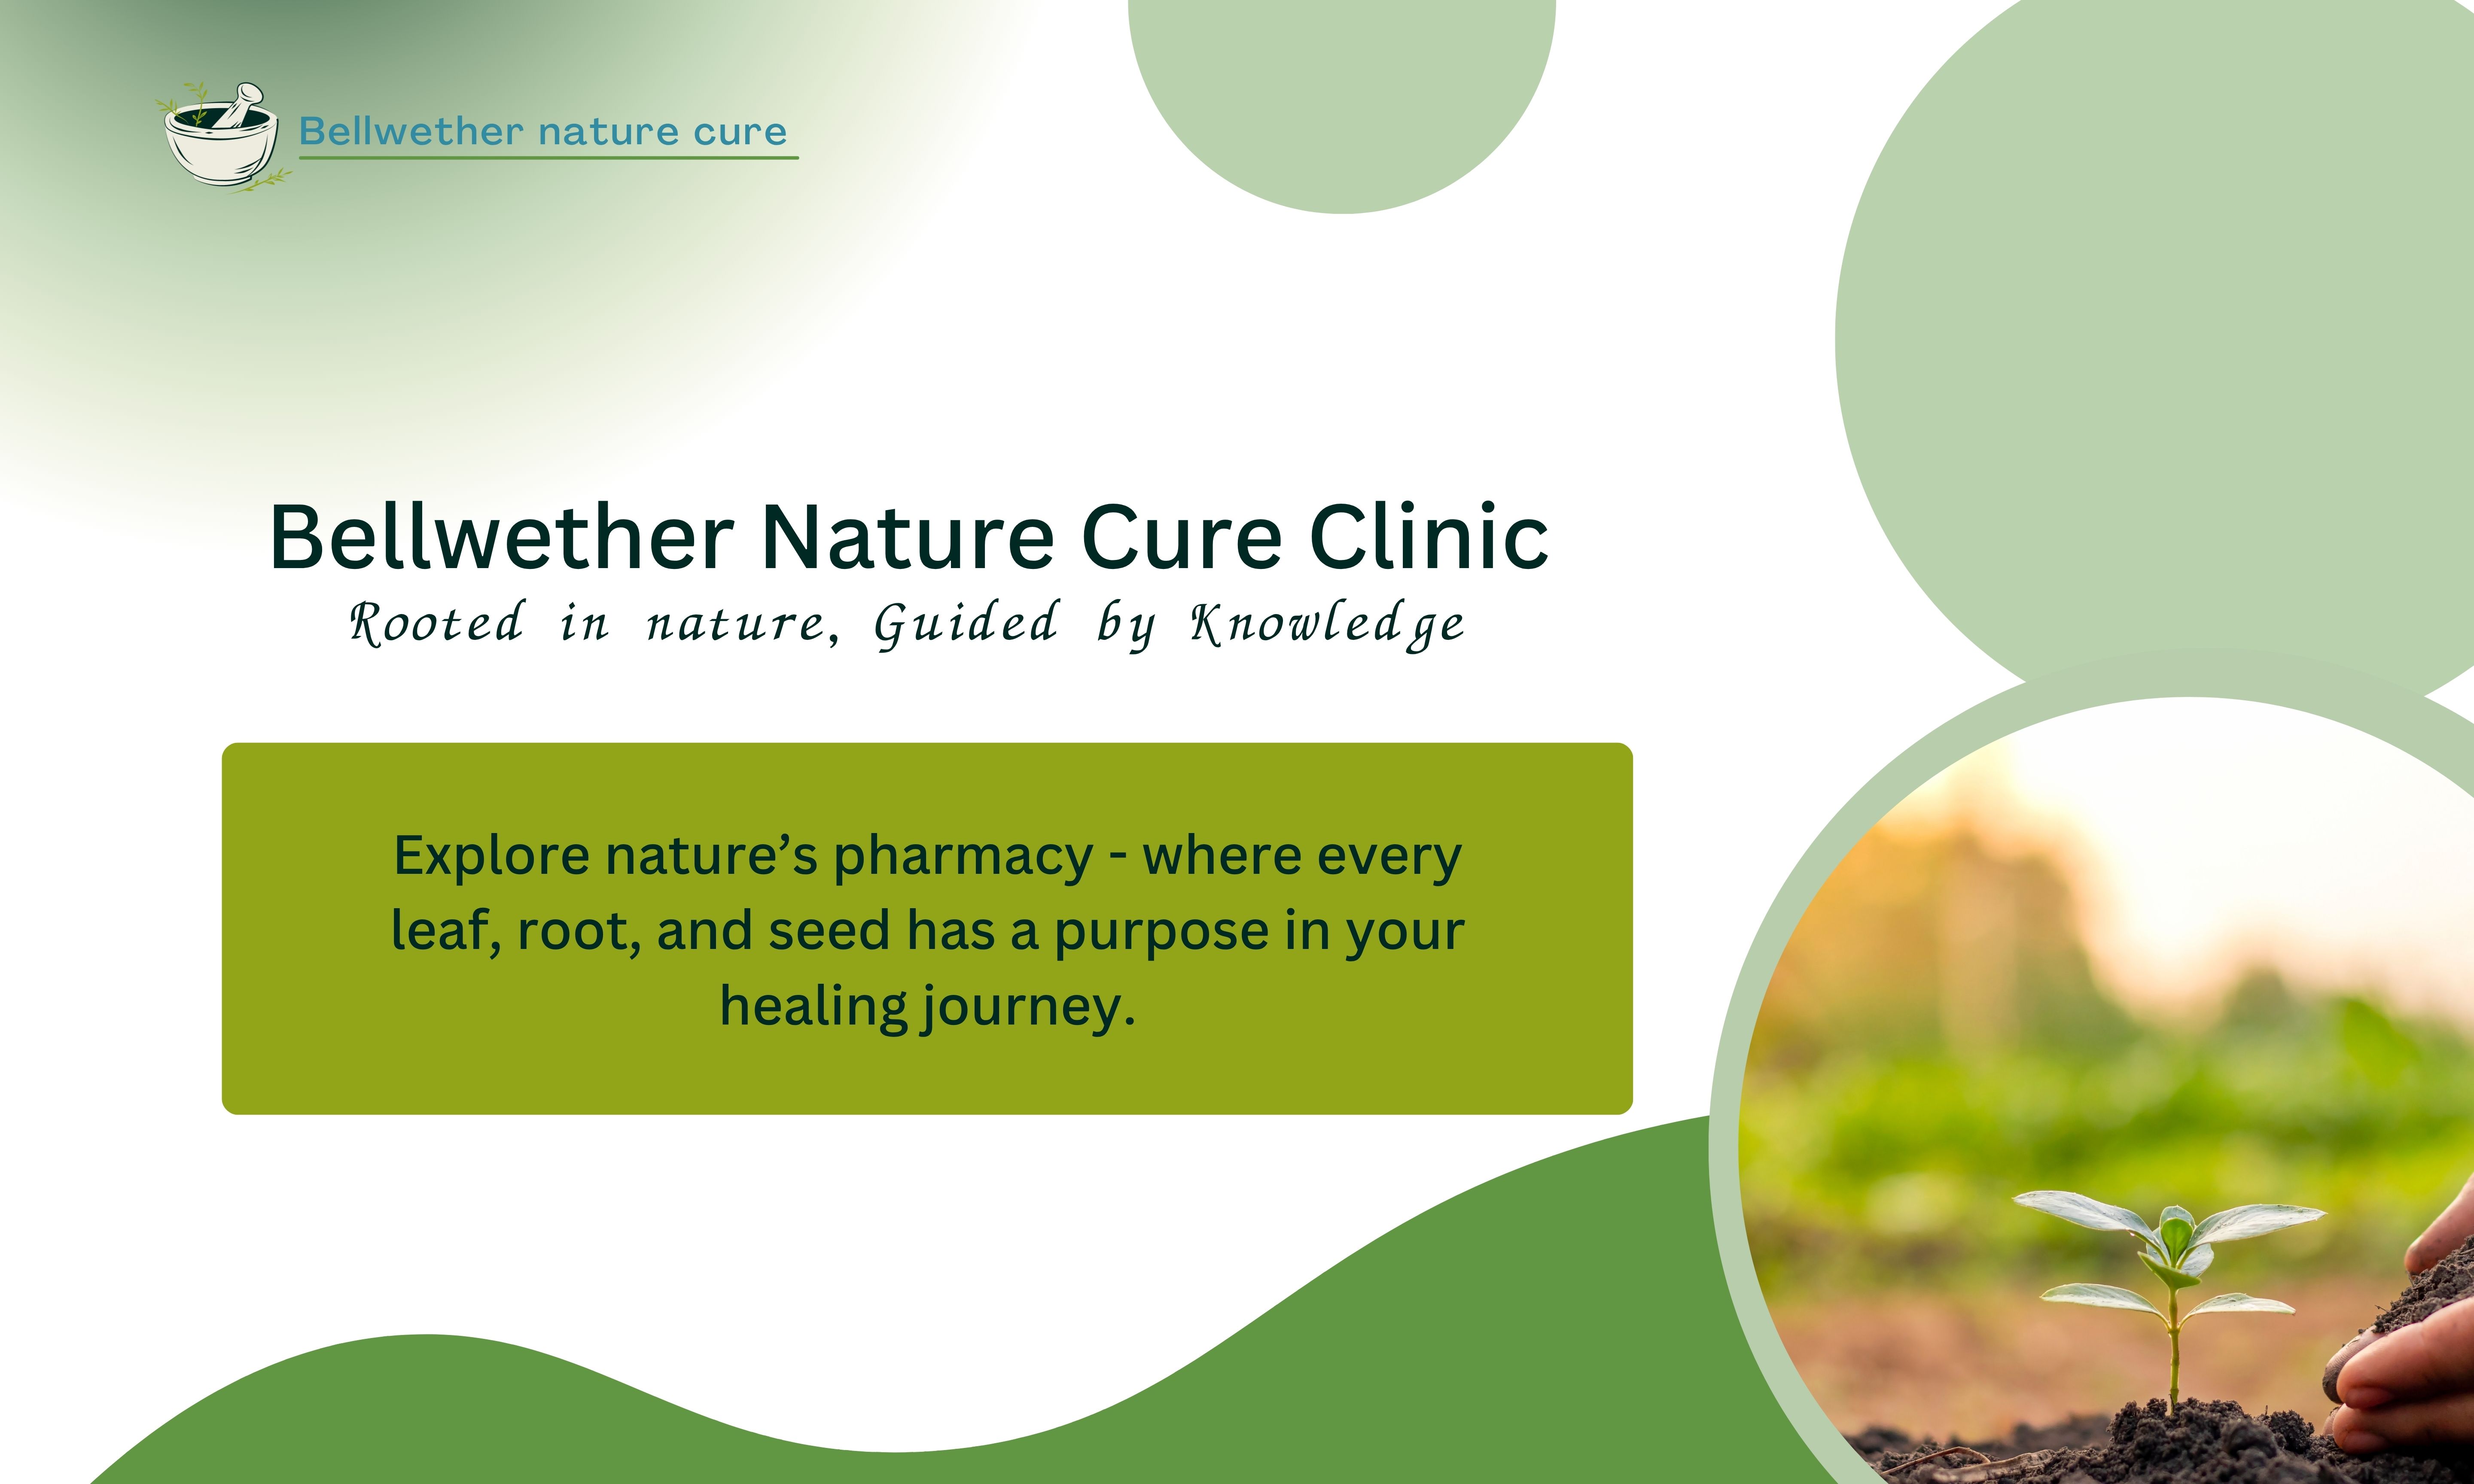 Bellwether nature cure
Bellwether Nature Cure Clinic
Rooted in nature, Guided by Knowledge
Explore nature’s pharmacy - where every
leaf, root, and seed has a purpose in your
healing journey.